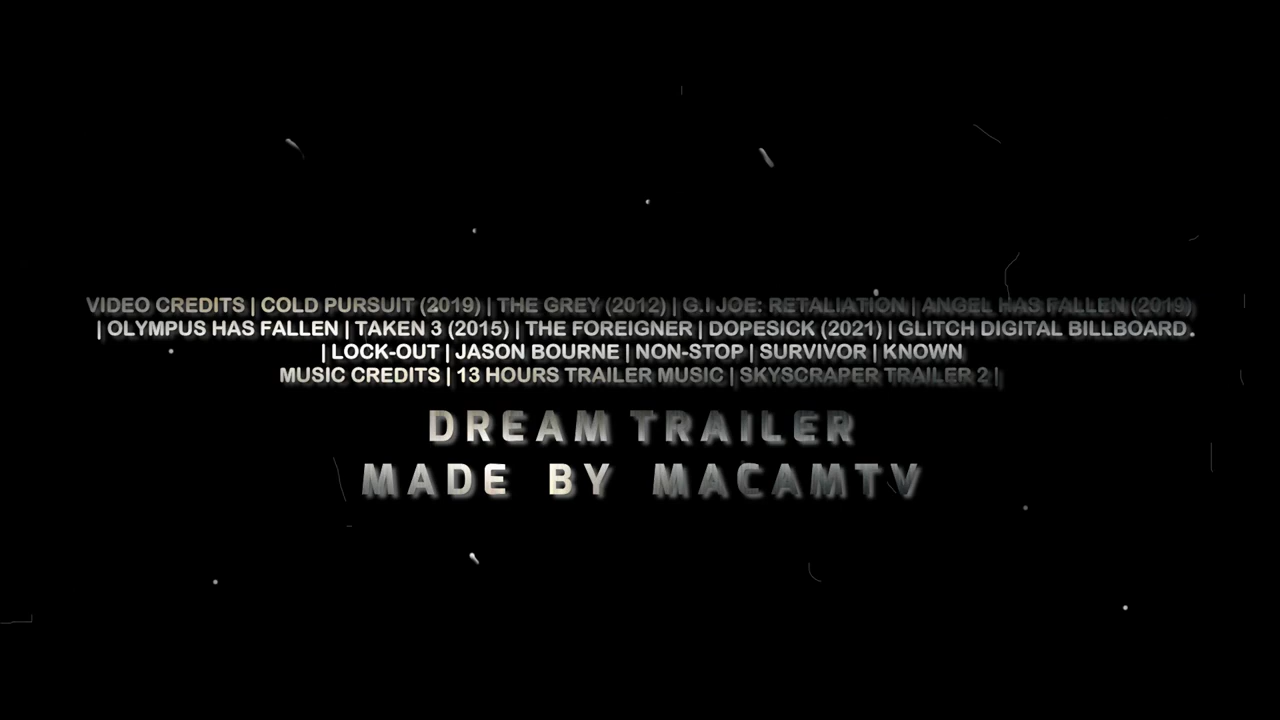 VIDEO CREDITS | COLD PURSUIT (2019) | THE GREY (2012) | G.I JOE: RETALIATION | ANGEL HAS FALLEN (2019)
| OLYMPUS HAS FALLEN | TAKEN 3 (2015) | THE FOREIGNER | DOPESICK (2021) | GLITCH DIGITAL BILLBOARD.
| LOCK-OUT | JASON BOURNE | NON-STOP | SURVIVOR | KNOWN
MUSIC CREDITS | 13 HOURS TRAILER MUSIC | SKYSCRAPER TRAILER 2 |
DREAM TRAILER
MADE BY MACAMTV